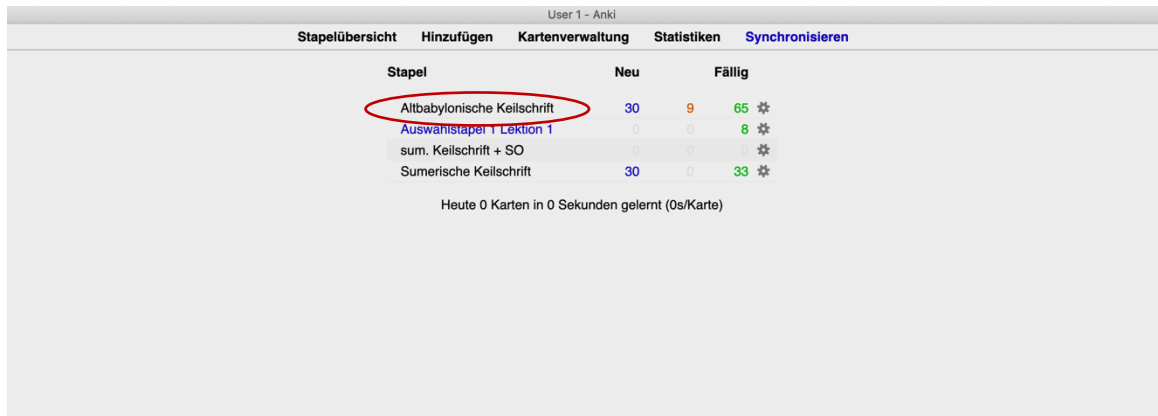 User 1 - Anki
Stapelübersicht Hinzufügen Kartenverwaltung Statistiken Synchronisieren
Stapel Neu Fällig
Altbabylonische Keilschrift 30 9 65
Auswahlstapel 1 Lektion 1 0 0 8
sum. Keilschrift + SO 0 0 0
Sumerische Keilschrift 30 0 33
Heute 0 Karten in 0 Sekunden gelernt (0s/Karte)